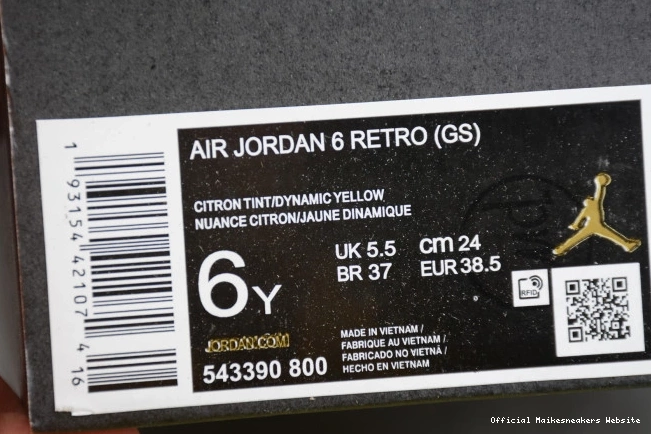 AIR JORDAN 6 RETRO (GS)
CITRON TINT/DYNAMIC YELLOW
NUANCE CITRON/JAUNE DINAMIQUE
6Y
UK 5.5 cm 24
BR 37 EUR 38.5
RFID
JORDAN.COM
543390 800
MADE IN VIETNAM /
FABRIQUE AU VIETNAM /
FABRICADO NO VIETNÃ /
HECHO EN VIETNAM
1 93154 42107 4 16
Official Maikesneakers Website